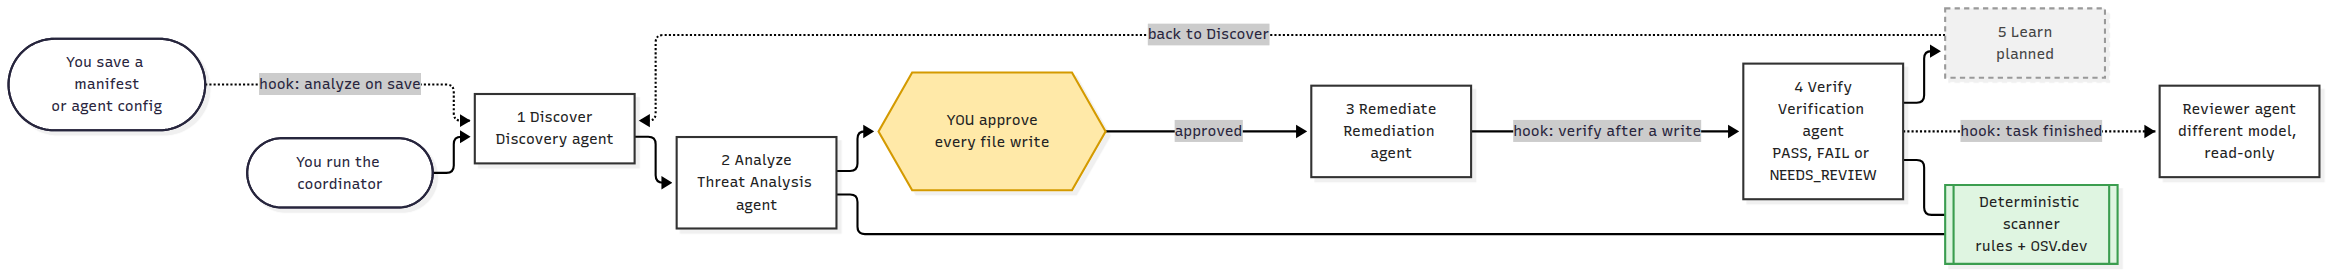 You save a
manifest
or agent config
hook: analyze on save
You run the
coordinator
1 Discover
Discovery agent
2 Analyze
Threat Analysis
agent
back to Discover
YOU approve
every file write
approved
3 Remediate
Remediation
agent
hook: verify after a write
4 Verify
Verification
agent
PASS, FAIL or
NEEDS_REVIEW
5 Learn
planned
hook: task finished
Reviewer agent
different model,
read-only
Deterministic
scanner
rules + OSV.dev